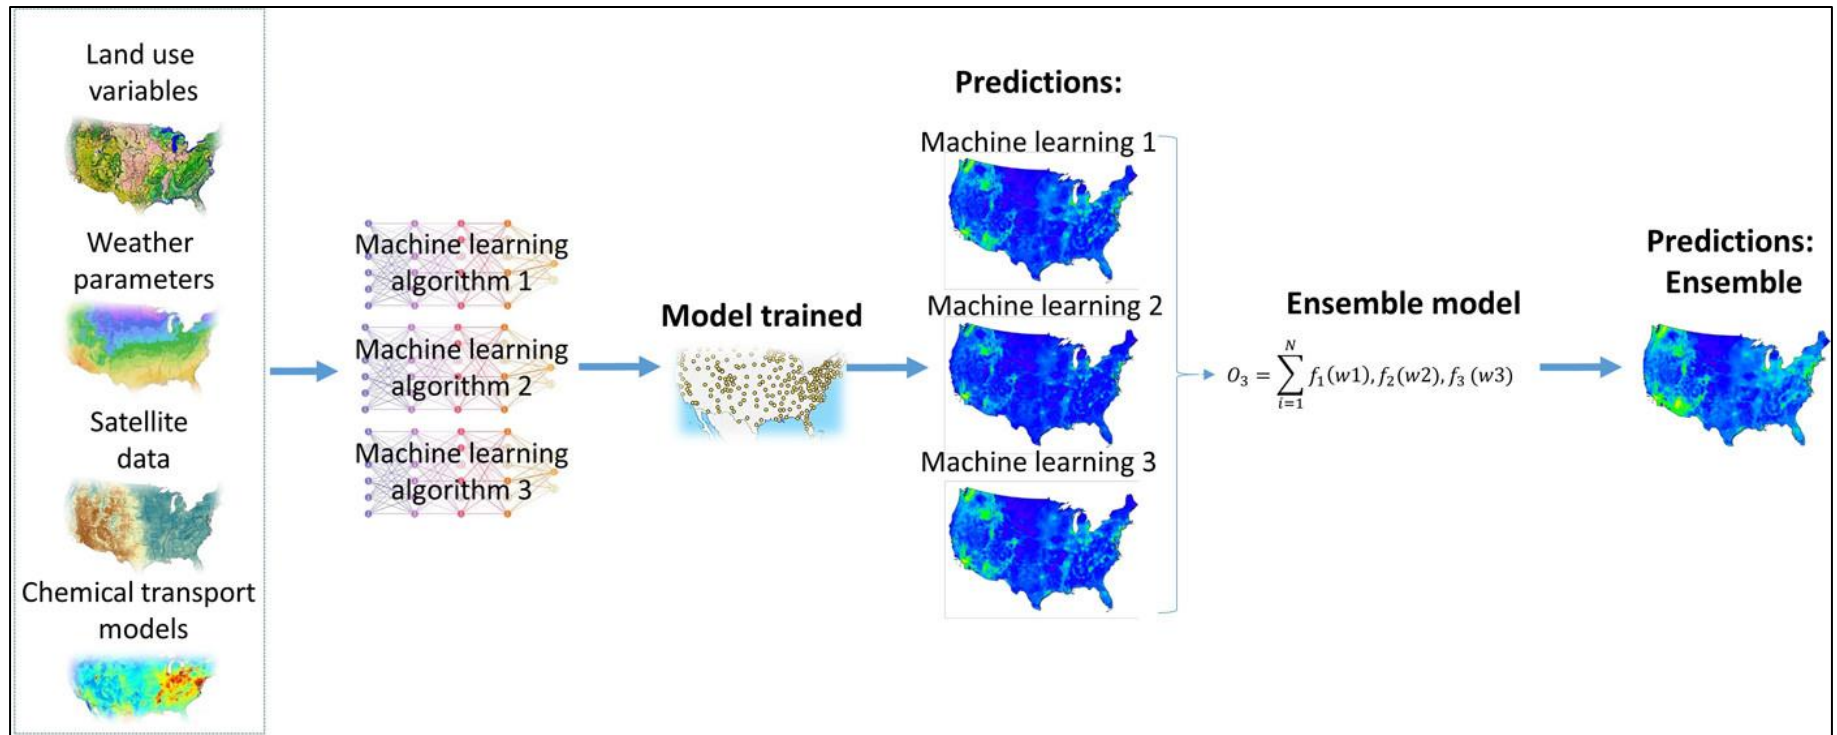 Land use
variables
Weather
parameters
Satellite
data
Chemical transport
models
Machine learning
algorithm 1
Machine learning
algorithm 2
Machine learning
algorithm 3
Model trained
Predictions:
Machine learning 1
Machine learning 2
Machine learning 3
Ensemble model
O₃ = ∑ᵢ₌₁ᴺ f₁(w1), f₂(w2), f₃ (w3)
Predictions:
Ensemble